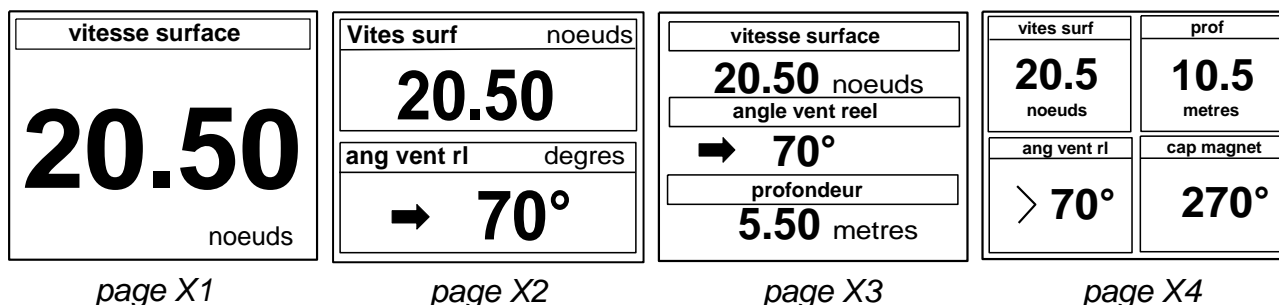 vitesse surface
20.50
noeuds
page X1
Vites surf noeuds
20.50
ang vent rl degres
70°
page X2
vitesse surface
20.50 noeuds
angle vent reel
70°
profondeur
5.50 metres
page X3
vites surf
20.5
noeuds
prof
10.5
metres
ang vent rl
70°
cap magnet
270°
page X4